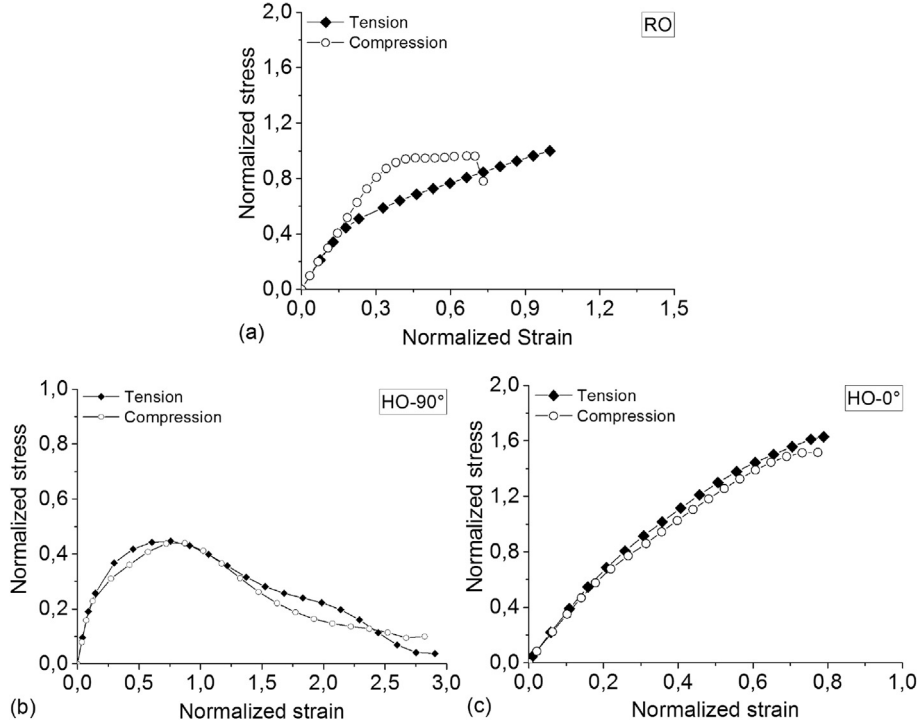 2,0
Tension
Compression
RO
1,6
1,2
0,8
0,4
0,0
Normalized stress
0,0 0,3 0,6 0,9 1,2 1,5
(a) Normalized Strain
1,0
Tension
Compression
HO-90°
0,8
0,6
0,4
0,2
0,0
Normalized stress
0,0 0,5 1,0 1,5 2,0 2,5 3,0
(b) Normalized strain
2,0
Tension
Compression
HO-0°
1,6
1,2
0,8
0,4
0,0
Normalized stress
0,0 0,2 0,4 0,6 0,8 1,0
(c) Normalized strain